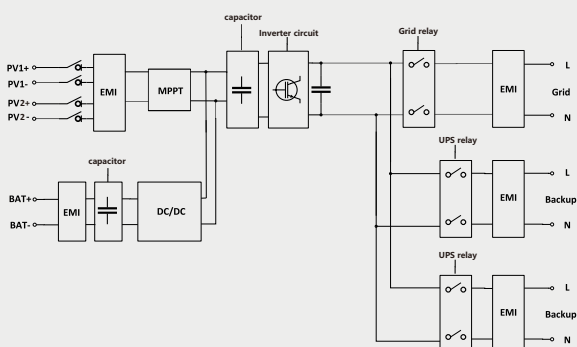 capacitor
Inverter circuit
Grid relay
PV1+
PV1-
PV2+
PV2-
EMI
MPPT
EMI
L
Grid
N
capacitor
BAT+
BAT-
EMI
DC/DC
UPS relay
EMI
L
Backup
N
UPS relay
EMI
L
Backup
N